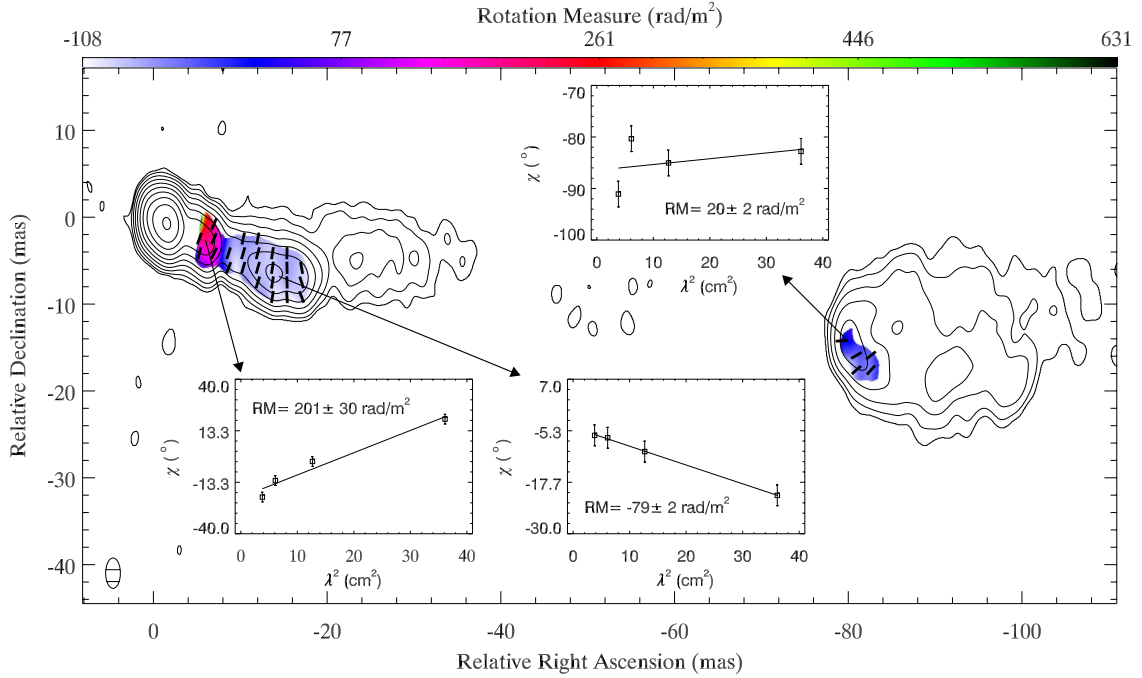 Rotation Measure (rad/m²)
-108 77 261 446 631
Relative Declination (mas)
10
0
-10
-20
-30
-40
0 -20 -40 -60 -80 -100
Relative Right Ascension (mas)
χ (°)
-70
-80
-90
-100
RM= 20± 2 rad/m²
0 10 20 30 40
λ² (cm²)
χ (°)
40.0
13.3
-13.3
-40.0
RM= 201± 30 rad/m²
0 10 20 30 40
λ² (cm²)
χ (°)
7.0
-5.3
-17.7
-30.0
RM= -79± 2 rad/m²
0 10 20 30 40
λ² (cm²)